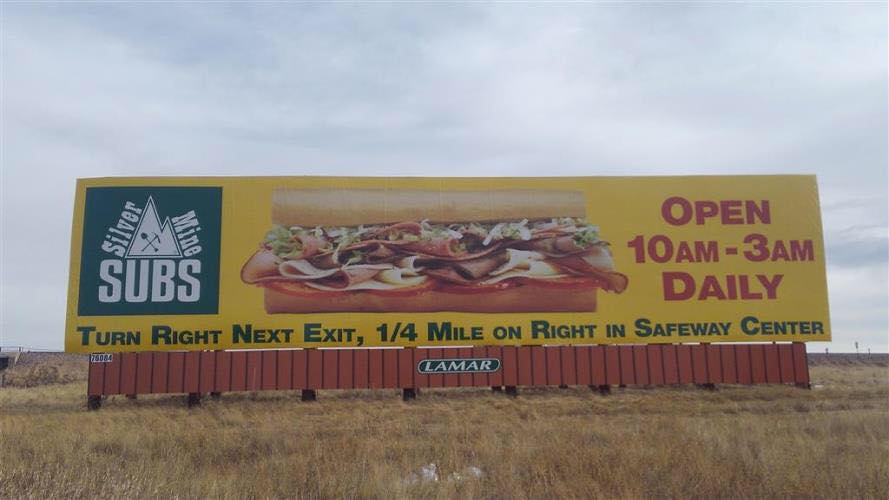 Silver Mine
SUBS
OPEN
10AM - 3AM
DAILY
TURN RIGHT NEXT EXIT, 1/4 MILE ON RIGHT IN SAFEWAY CENTER
76084
LAMAR